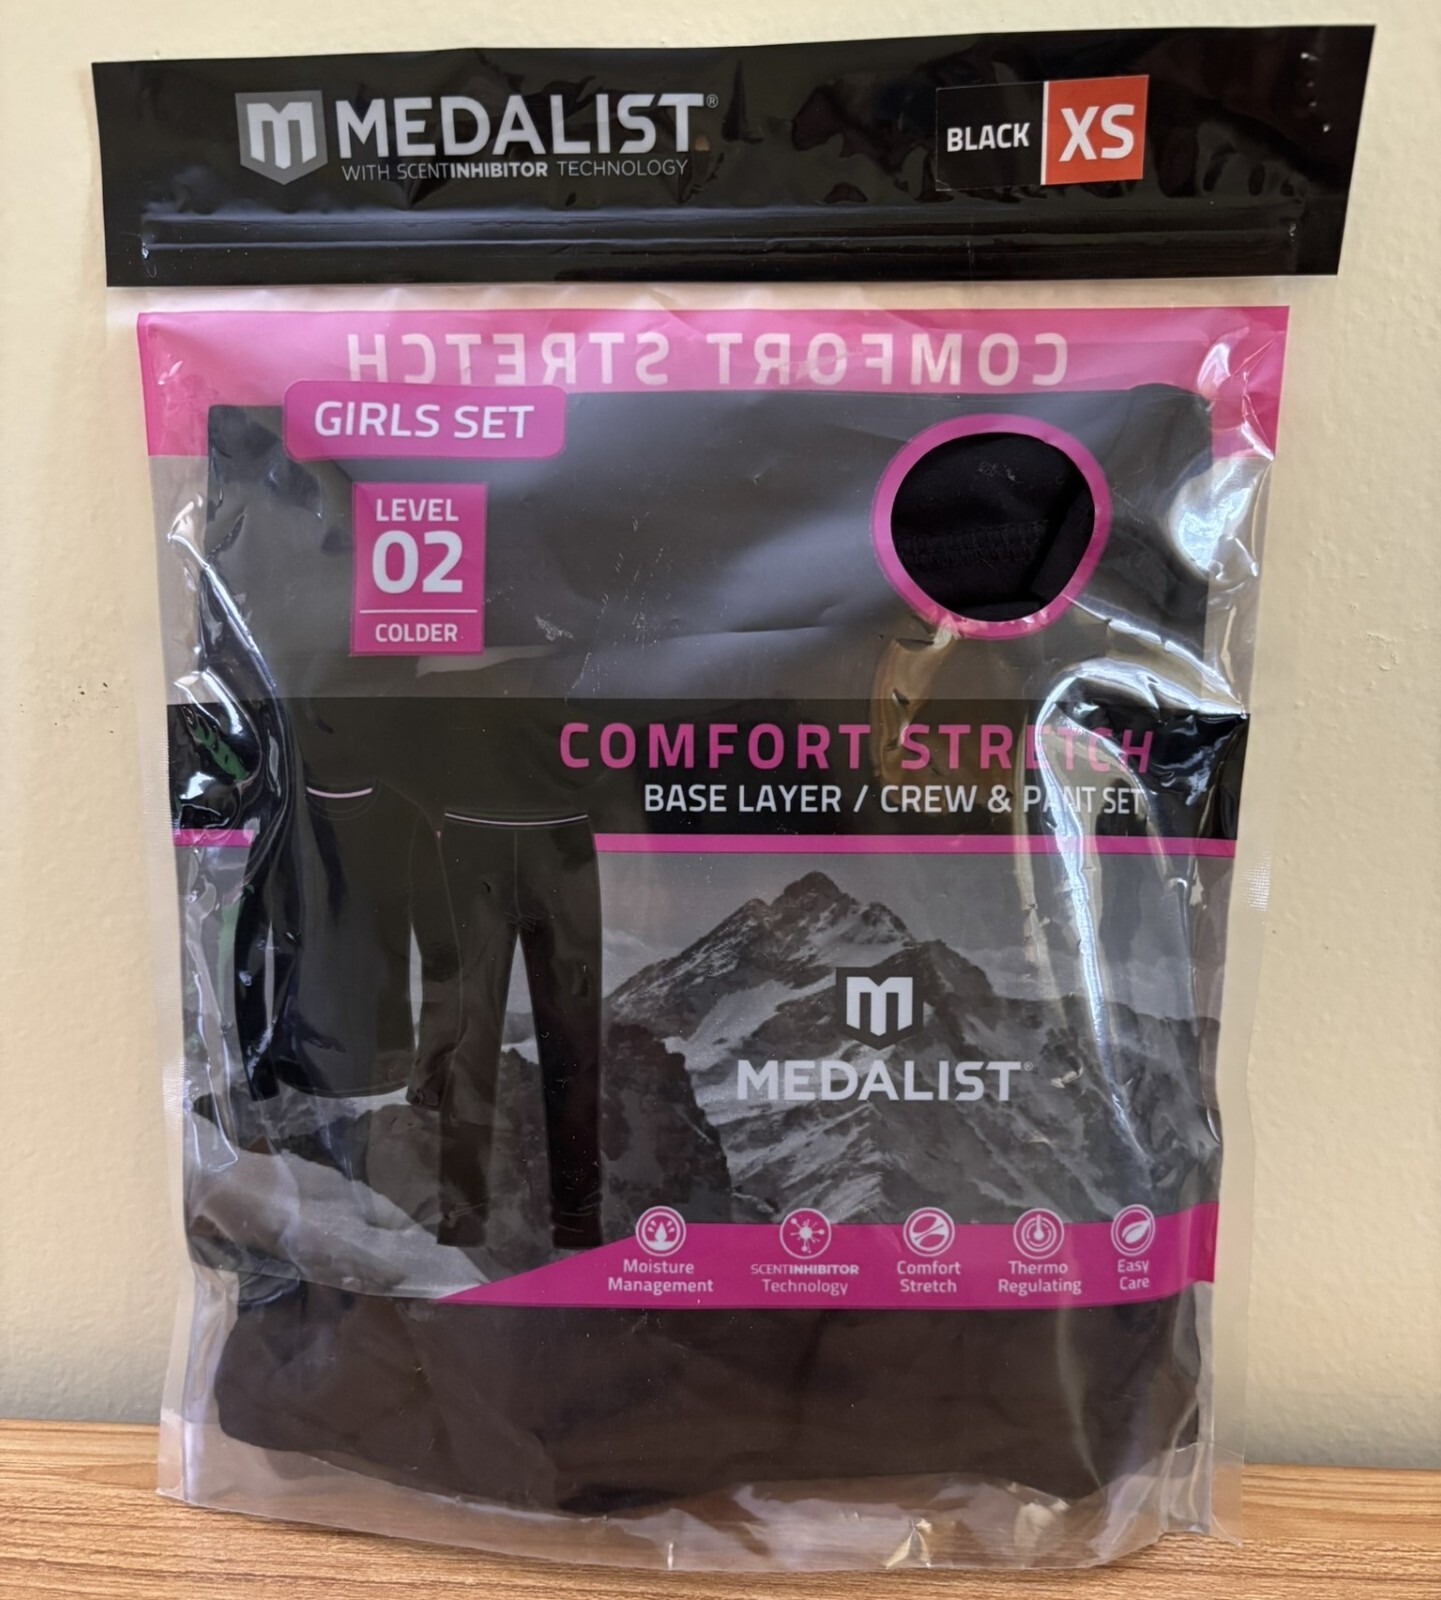 M MEDALIST®
WITH SCENTINHIBITOR TECHNOLOGY
BLACK XS
COMFORT STRETCH
GIRLS SET
LEVEL
02
COLDER
COMFORT STRETCH
BASE LAYER / CREW & PANT SET
M
MEDALIST®
Moisture
Management
SCENTINHIBITOR
Technology
Comfort
Stretch
Thermo
Regulating
Easy
Care